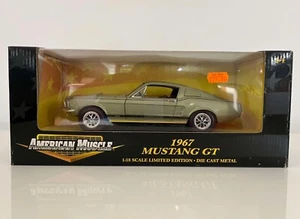 AMERICAN MUSCLE
1967
MUSTANG GT
1/18 SCALE LIMITED EDITION • DIE CAST METAL